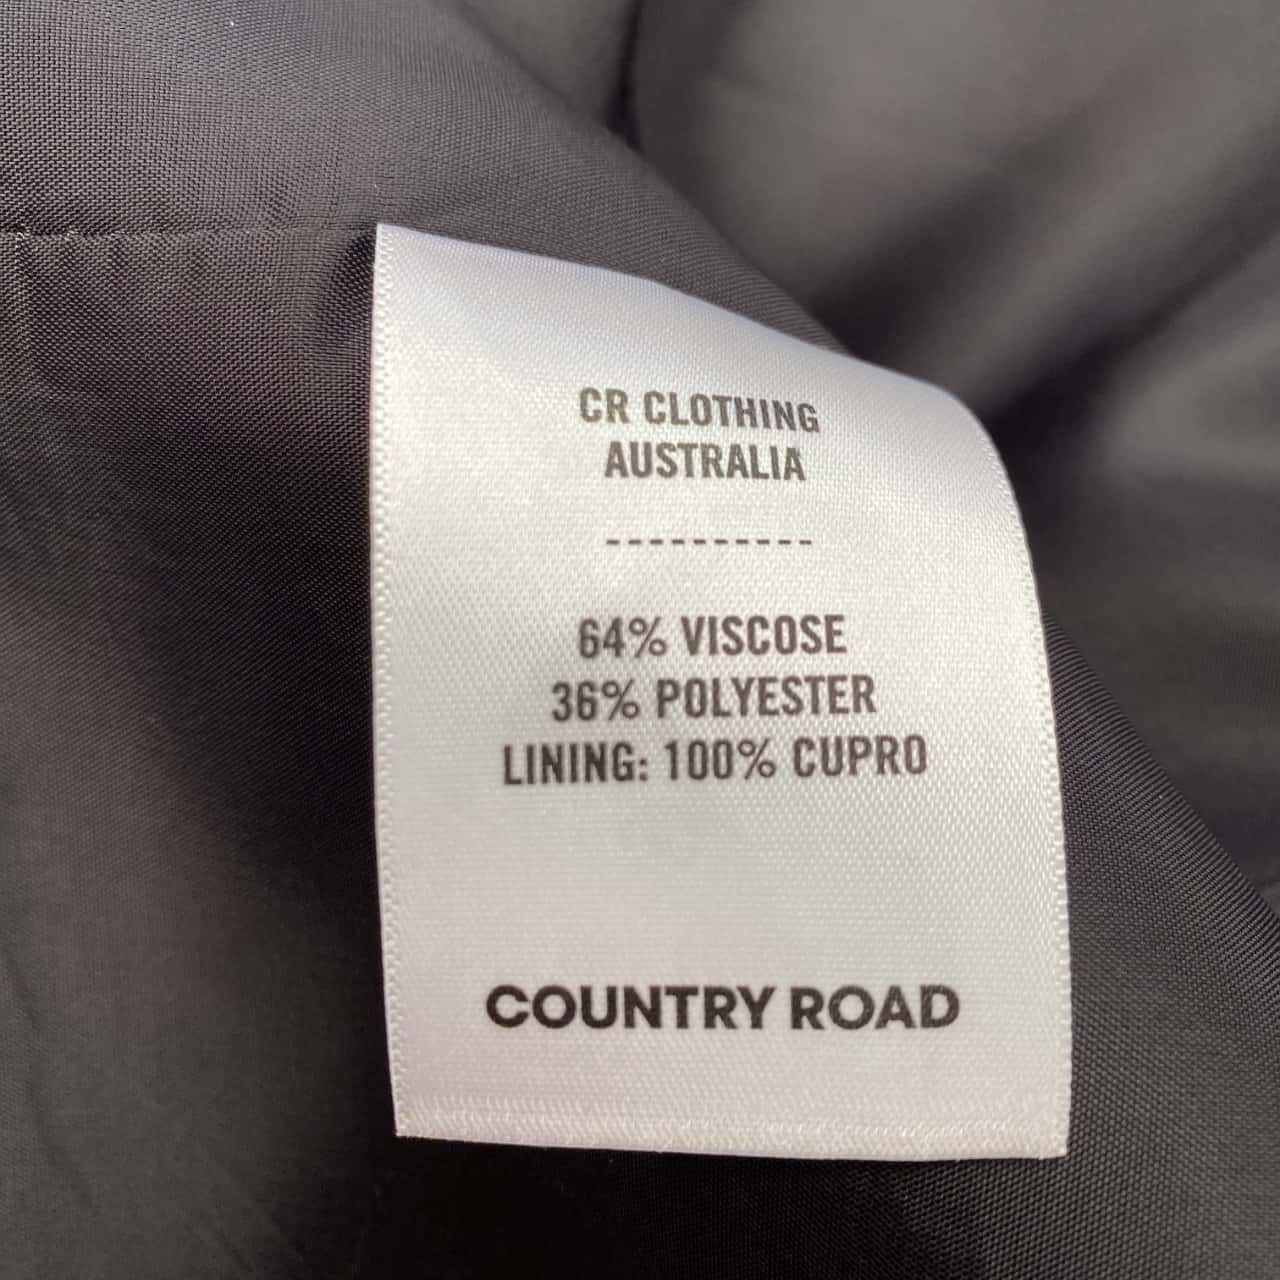 CR CLOTHING
AUSTRALIA
----------
64% VISCOSE
36% POLYESTER
LINING: 100% CUPRO
COUNTRY ROAD